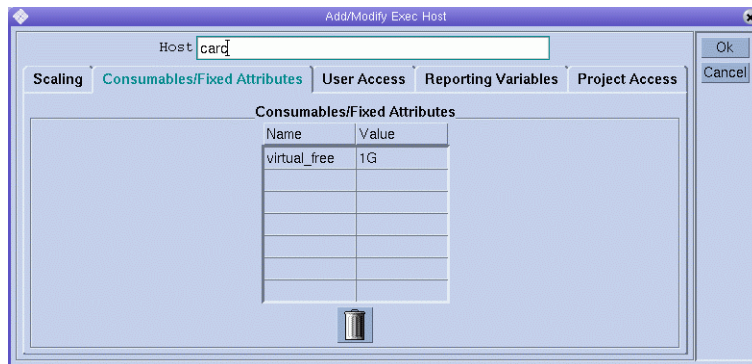 Add/Modify Exec Host
Host carc
Ok
Cancel
Scaling Consumables/Fixed Attributes User Access Reporting Variables Project Access
Consumables/Fixed Attributes
Name Value
virtual_free 1G